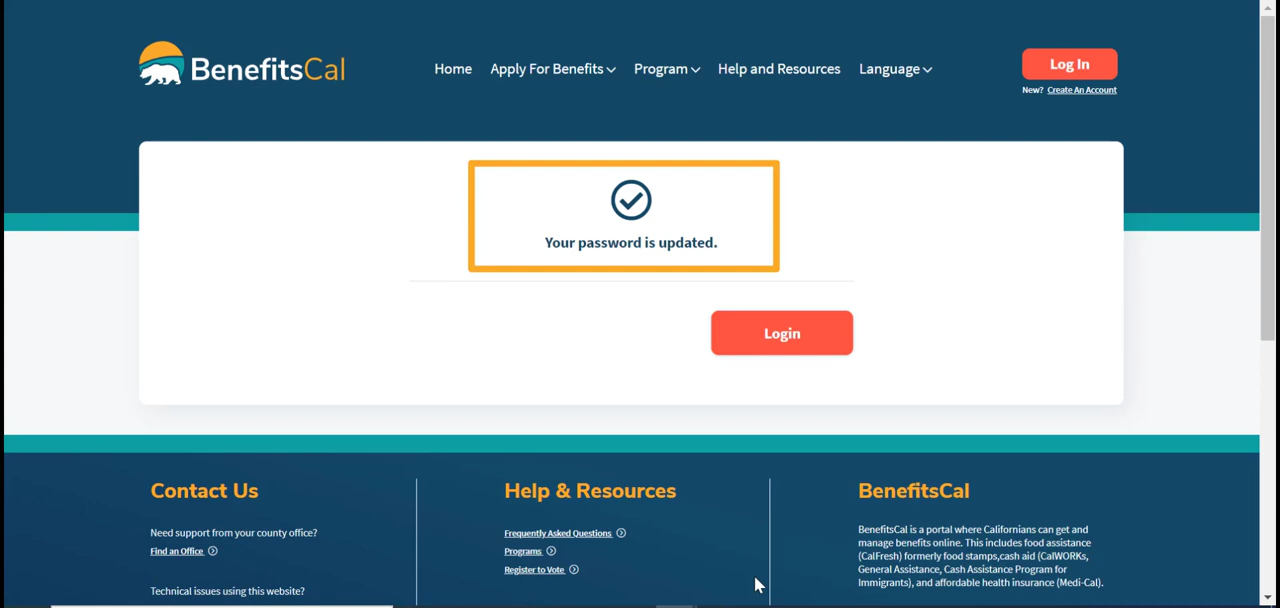 BenefitsCal
Home Apply For Benefits Program Help and Resources Language
Log In
New? Create An Account
Your password is updated.
Login
Contact Us
Need support from your county office?
Find an Office
Technical issues using this website?
Help & Resources
Frequently Asked Questions
Programs
Register to Vote
BenefitsCal
BenefitsCal is a portal where Californians can get and
manage benefits online. This includes food assistance
(CalFresh) formerly food stamps,cash aid (CalWORKs,
General Assistance, Cash Assistance Program for
Immigrants), and affordable health insurance (Medi-Cal).